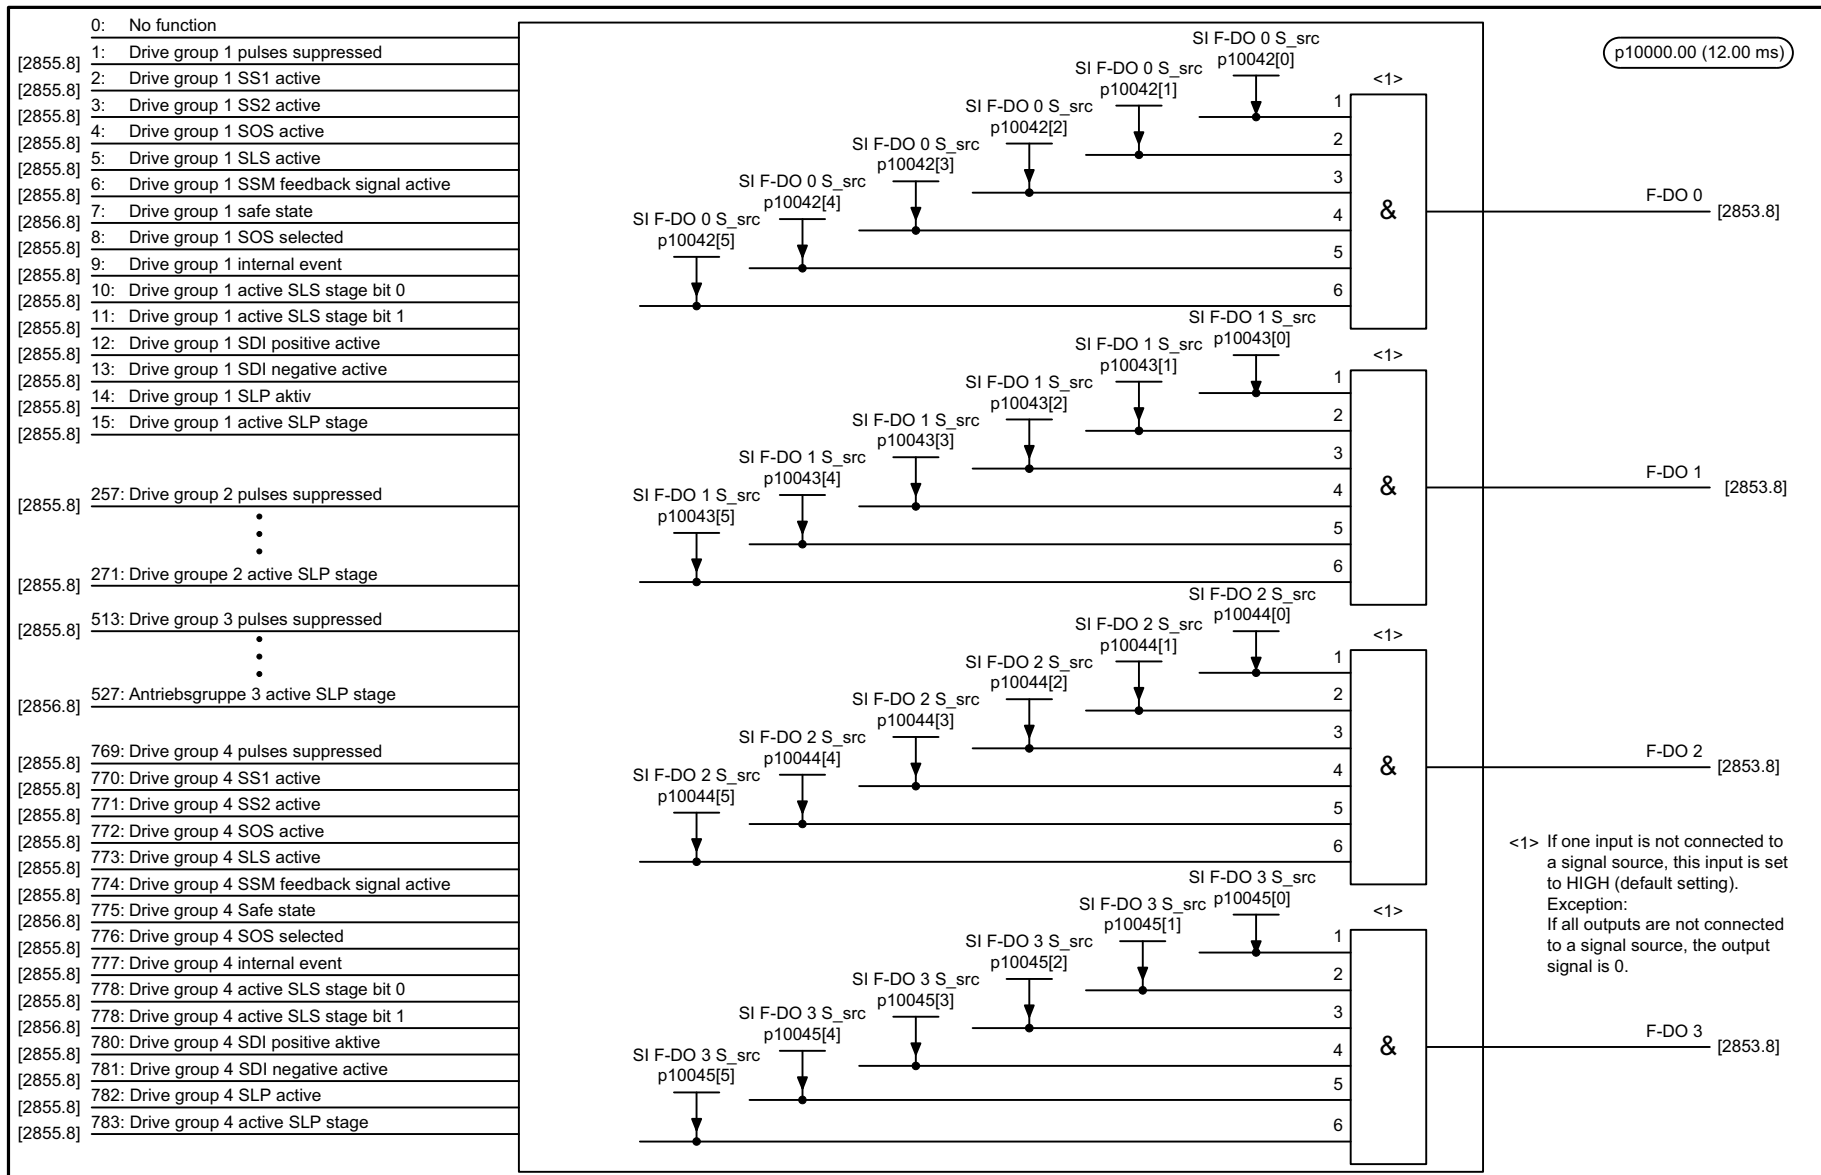 0: No function
[2855.8] 1: Drive group 1 pulses suppressed
[2855.8] 2: Drive group 1 SS1 active
[2855.8] 3: Drive group 1 SS2 active
[2855.8] 4: Drive group 1 SOS active
[2855.8] 5: Drive group 1 SLS active
[2855.8] 6: Drive group 1 SSM feedback signal active
[2856.8] 7: Drive group 1 safe state
[2855.8] 8: Drive group 1 SOS selected
[2855.8] 9: Drive group 1 internal event
[2855.8] 10: Drive group 1 active SLS stage bit 0
[2855.8] 11: Drive group 1 active SLS stage bit 1
[2855.8] 12: Drive group 1 SDI positive active
[2855.8] 13: Drive group 1 SDI negative active
[2855.8] 14: Drive group 1 SLP aktiv
[2855.8] 15: Drive group 1 active SLP stage
[2855.8] 257: Drive group 2 pulses suppressed
[2855.8] 271: Drive groupe 2 active SLP stage
[2855.8] 513: Drive group 3 pulses suppressed
[2856.8] 527: Antriebsgruppe 3 active SLP stage
[2855.8] 769: Drive group 4 pulses suppressed
[2855.8] 770: Drive group 4 SS1 active
[2855.8] 771: Drive group 4 SS2 active
[2855.8] 772: Drive group 4 SOS active
[2855.8] 773: Drive group 4 SLS active
[2855.8] 774: Drive group 4 SSM feedback signal active
[2856.8] 775: Drive group 4 Safe state
[2855.8] 776: Drive group 4 SOS selected
[2855.8] 777: Drive group 4 internal event
[2855.8] 778: Drive group 4 active SLS stage bit 0
[2856.8] 778: Drive group 4 active SLS stage bit 1
[2855.8] 780: Drive group 4 SDI positive aktive
[2855.8] 781: Drive group 4 SDI negative active
[2855.8] 782: Drive group 4 SLP active
[2855.8] 783: Drive group 4 active SLP stage
SI F-DO 0 S_src
p10042[0]
SI F-DO 0 S_src
p10042[1]
SI F-DO 0 S_src
p10042[2]
SI F-DO 0 S_src
p10042[3]
SI F-DO 0 S_src
p10042[4]
SI F-DO 0 S_src
p10042[5]
<1>
1
2
3
4
5
6
&
F-DO 0 [2853.8]
SI F-DO 1 S_src
p10043[0]
SI F-DO 1 S_src
p10043[1]
SI F-DO 1 S_src
p10043[2]
SI F-DO 1 S_src
p10043[3]
SI F-DO 1 S_src
p10043[4]
SI F-DO 1 S_src
p10043[5]
<1>
1
2
3
4
5
6
&
F-DO 1 [2853.8]
SI F-DO 2 S_src
p10044[0]
SI F-DO 2 S_src
p10044[1]
SI F-DO 2 S_src
p10044[2]
SI F-DO 2 S_src
p10044[3]
SI F-DO 2 S_src
p10044[4]
SI F-DO 2 S_src
p10044[5]
<1>
1
2
3
4
5
6
&
F-DO 2 [2853.8]
SI F-DO 3 S_src
p10045[0]
SI F-DO 3 S_src
p10045[1]
SI F-DO 3 S_src
p10045[2]
SI F-DO 3 S_src
p10045[3]
SI F-DO 3 S_src
p10045[4]
SI F-DO 3 S_src
p10045[5]
<1>
1
2
3
4
5
6
&
F-DO 3 [2853.8]
p10000.00 (12.00 ms)
<1> If one input is not connected to
a signal source, this input is set
to HIGH (default setting).
Exception:
If all outputs are not connected
to a signal source, the output
signal is 0.